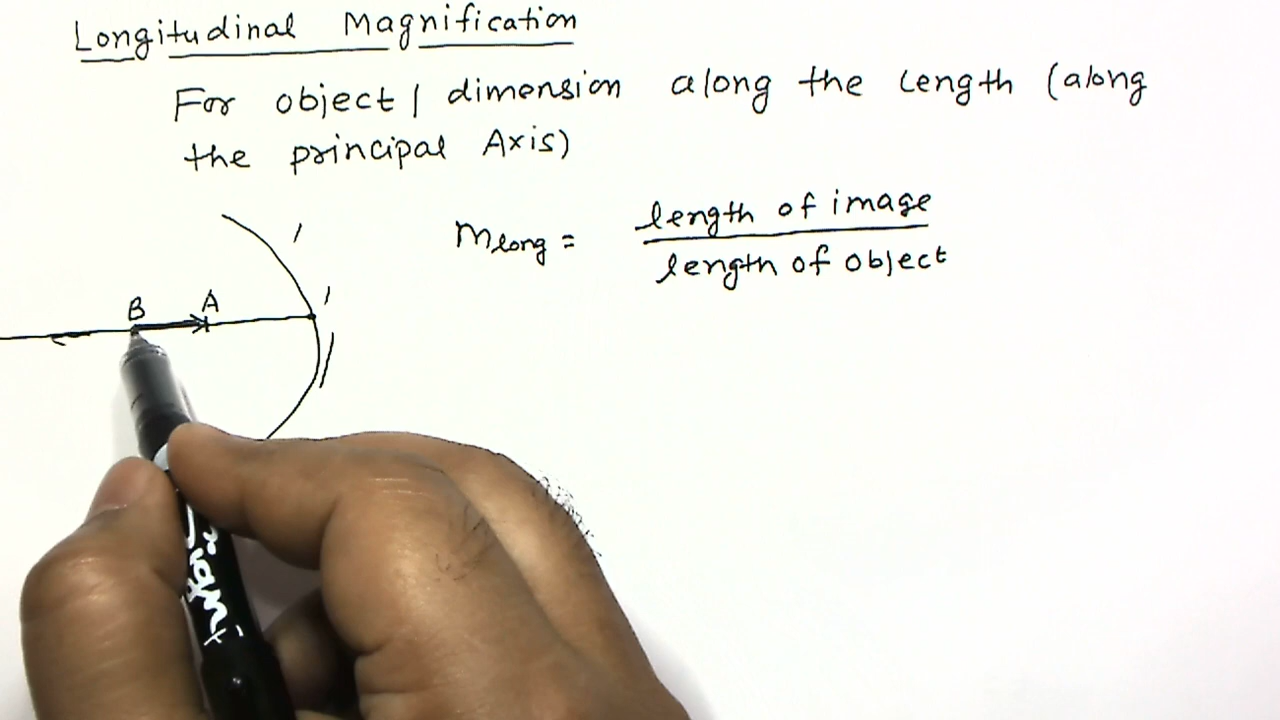 Longitudinal Magnification
For object / dimension along the length (along
the principal Axis)
mlong = length of image
length of object
B A